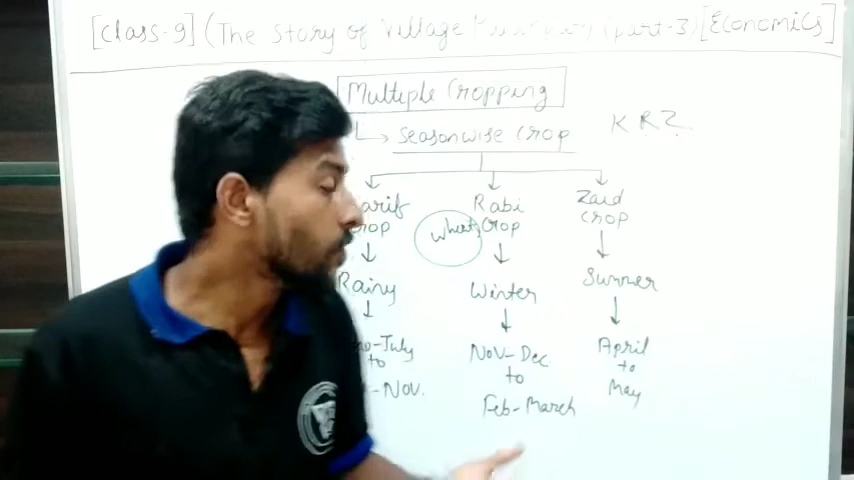 [Class-9] (The Story of Village (part-3) [Economics]
Multiple Cropping
Seasonwise Crop
K R Z
Rabi Crop
wheat
Zaid Crop
Rainy
Winter
Summer
July
to
Nov.
Nov-Dec
to
Feb-March
April
to
May